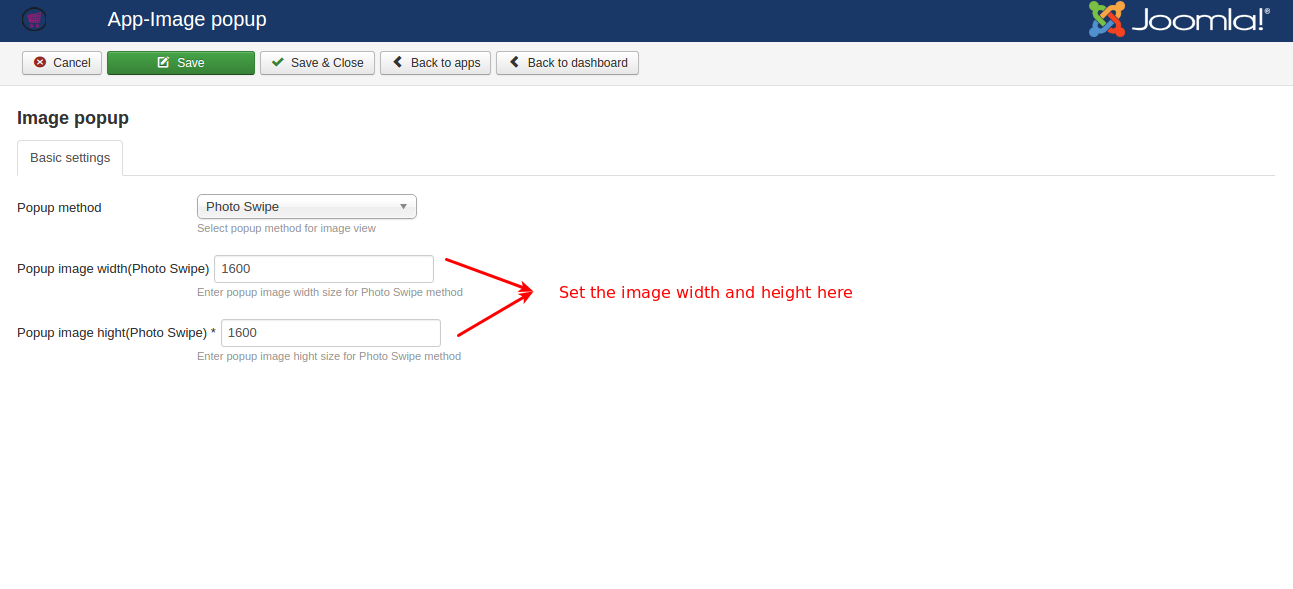 App-Image popup
Joomla!®
Cancel Save Save & Close Back to apps Back to dashboard
Image popup
Basic settings
Popup method Photo Swipe
Select popup method for image view
Popup image width(Photo Swipe) 1600
Enter popup image width size for Photo Swipe method
Set the image width and height here
Popup image hight(Photo Swipe) * 1600
Enter popup image hight size for Photo Swipe method